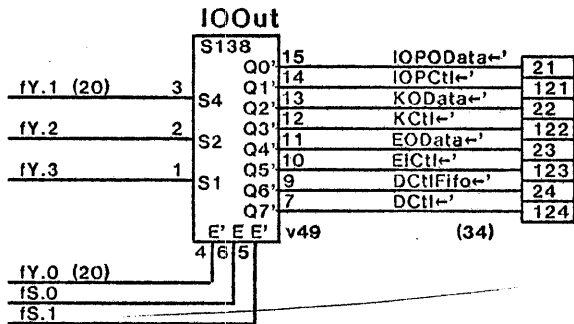 IOOut
S138
Q0' 15 IOPOData←' 21
Q1' 14 IOPCtl←' 121
fY.1 (20) 3 S4
Q2' 13 KOData←' 22
Q3' 12 KCtl←' 122
fY.2 2 S2
Q4' 11 EOData←' 23
Q5' 10 EICtl←' 123
fY.3 1 S1
Q6' 9 DCtlFifo←' 24
Q7' 7 DCtl←' 124
E' E E' v49 (34)
4 6 5
fY.0 (20)
fS.0
fS.1